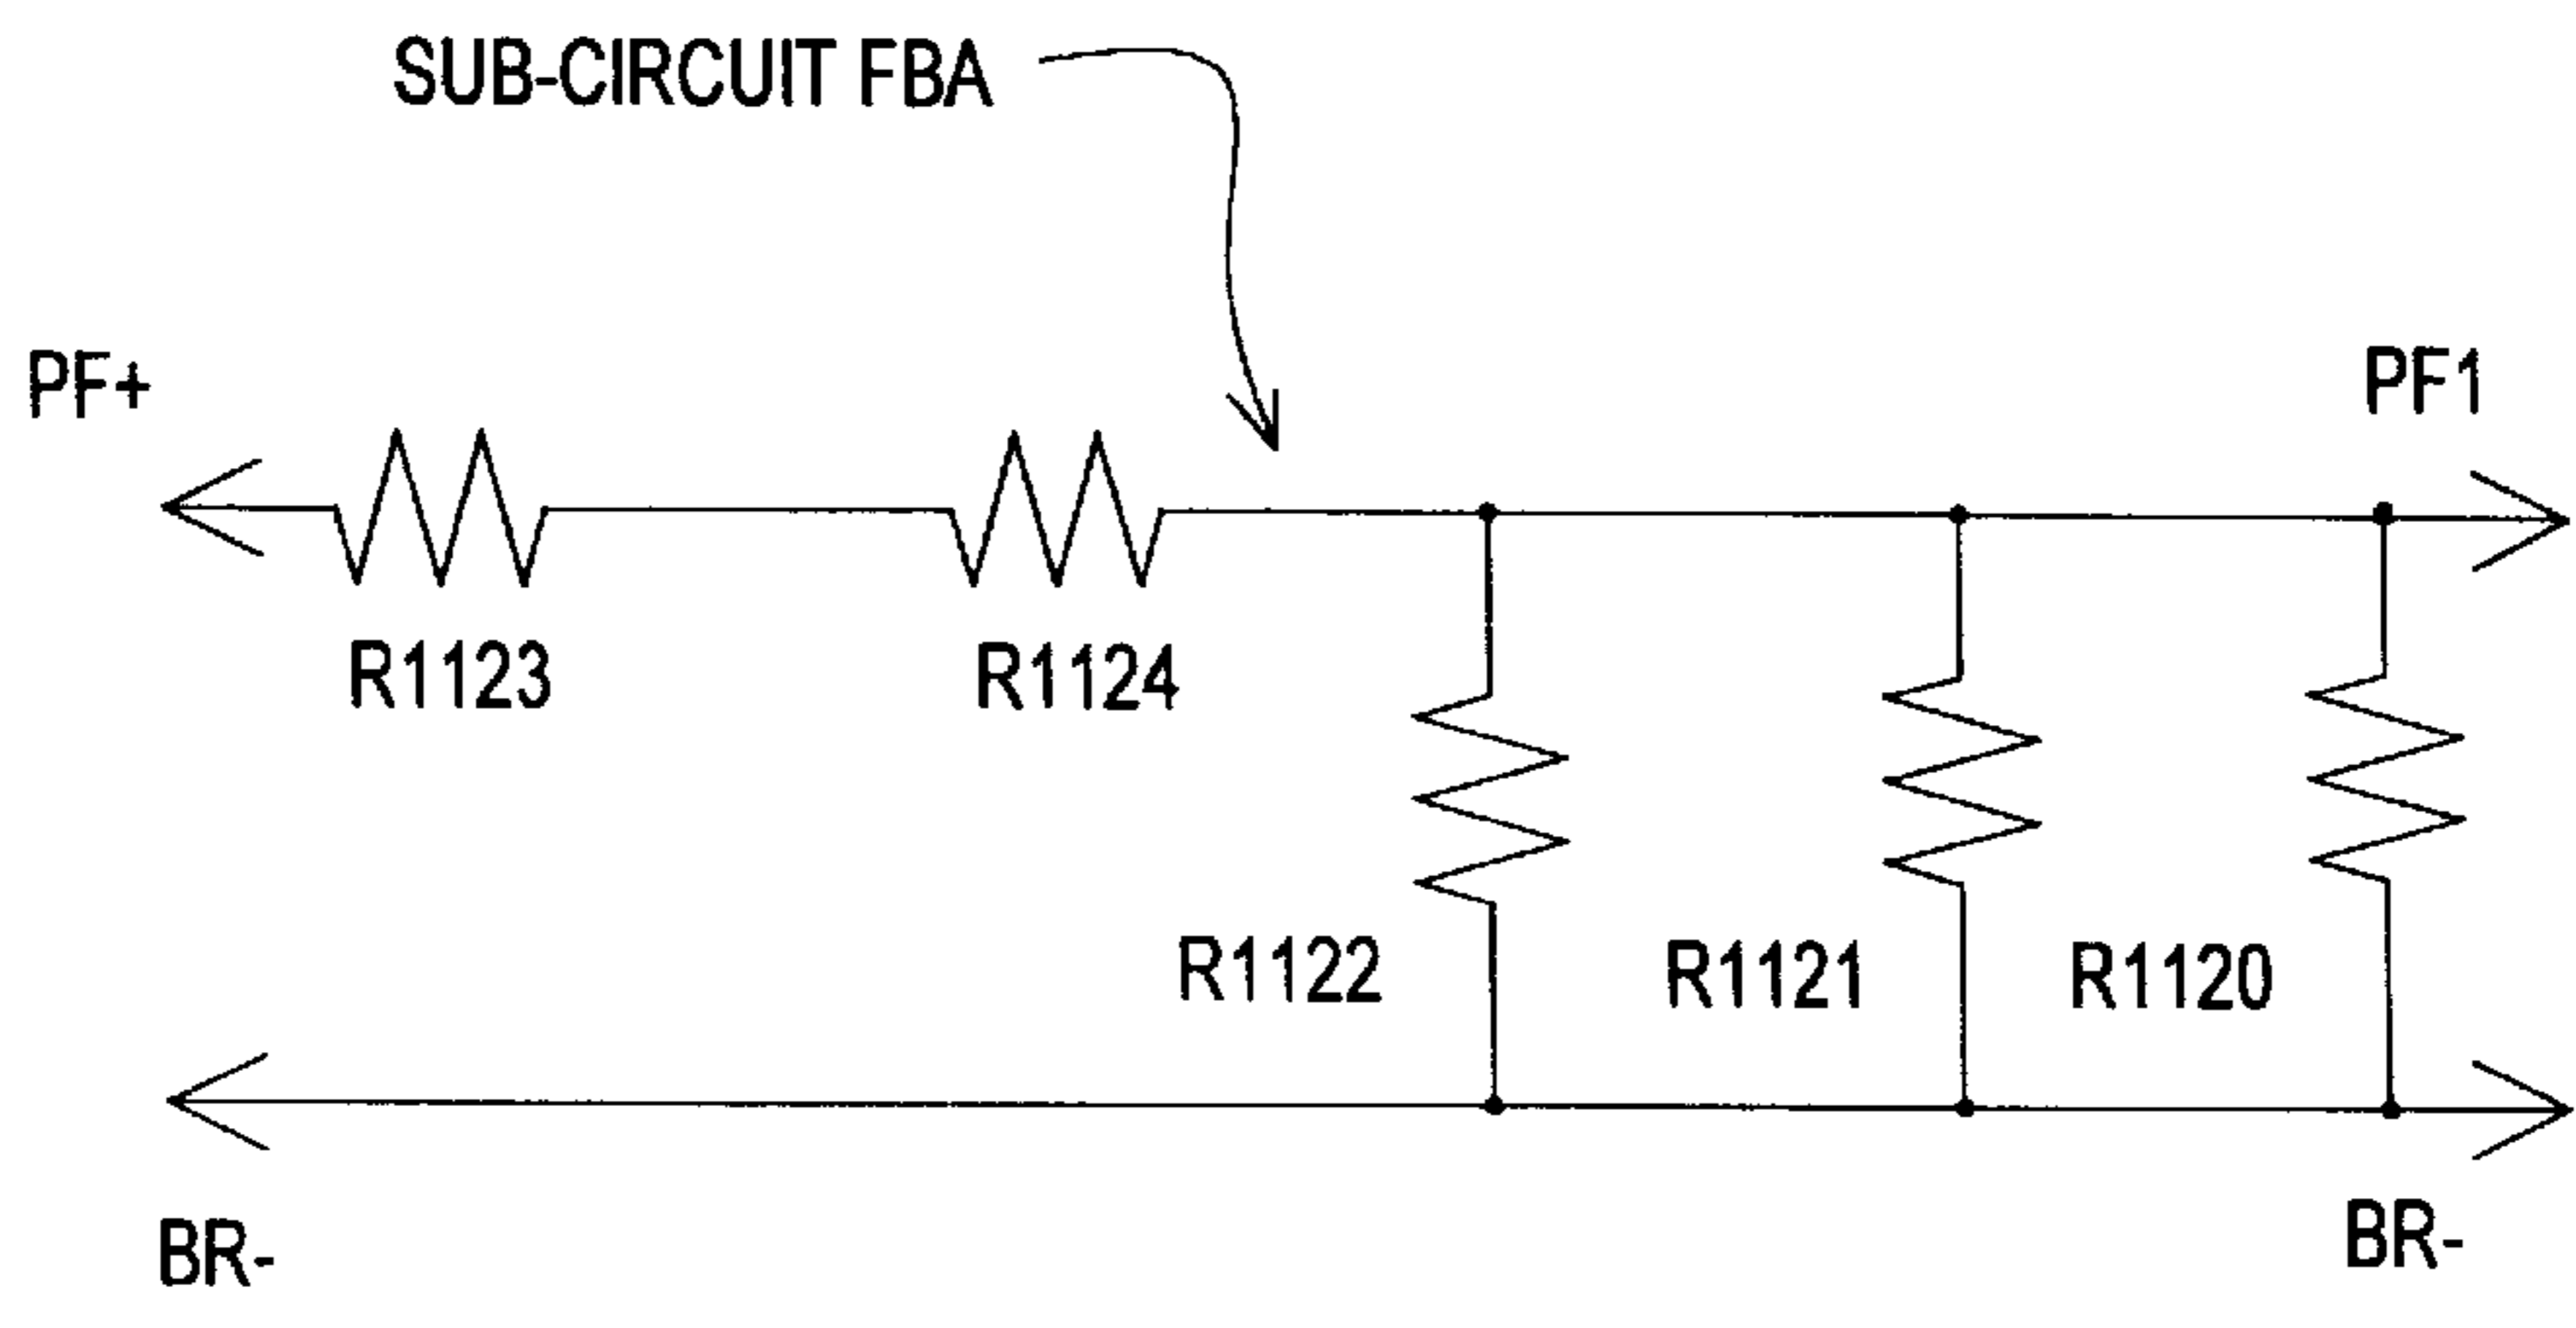 SUB-CIRCUIT FBA
PF+
PF1
R1123
R1124
R1122
R1121
R1120
BR-
BR-